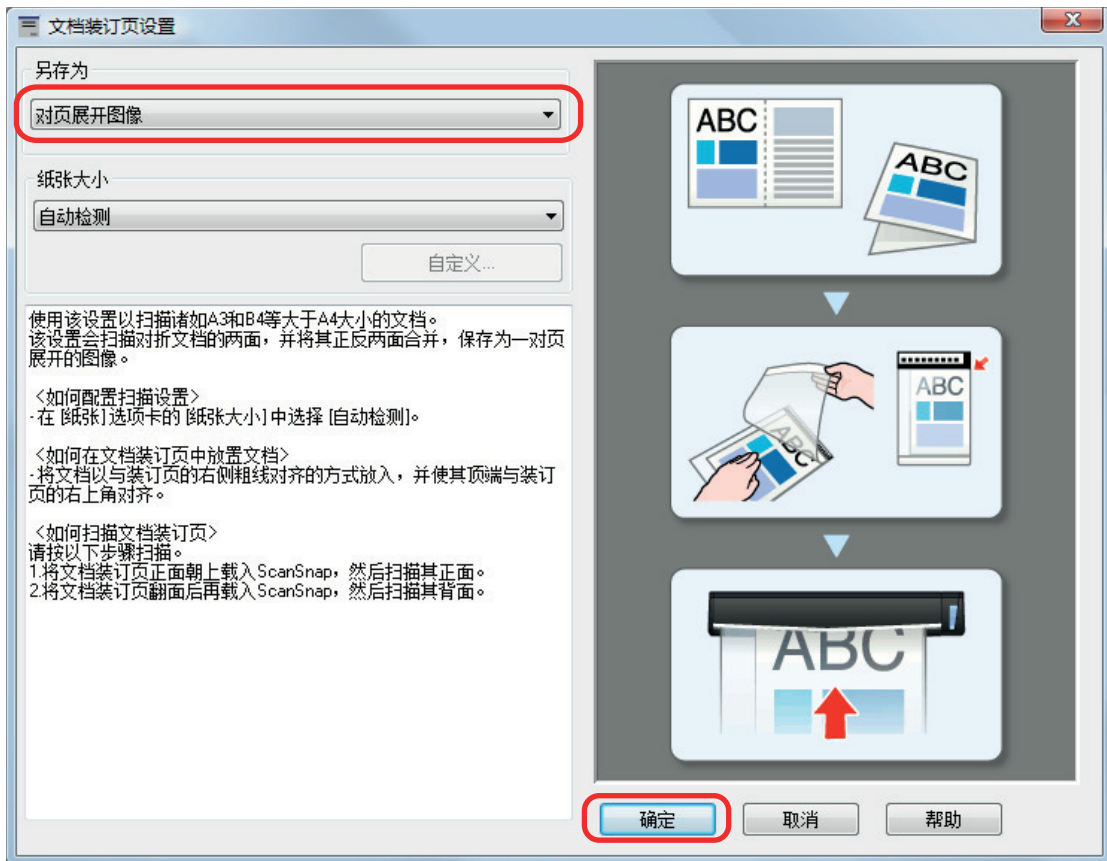 文档装订页设置
另存为
对页展开图像
纸张大小
自动检测
自定义...
使用该设置以扫描诸如A3和B4等大于A4大小的文档。
该设置会扫描对折文档的两面，并将其正反两面合并，保存为一对页
展开的图像。
<如何配置扫描设置>
-在 [纸张] 选项卡的 [纸张大小] 中选择 [自动检测]。
<如何在文档装订页中放置文档>
-将文档以与装订页的右侧粗线对齐的方式放入，并使其顶端与装订
页的右上角对齐。
<如何扫描文档装订页>
请按以下步骤扫描。
1.将文档装订页正面朝上载入ScanSnap，然后扫描其正面。
2.将文档装订页翻面后再载入ScanSnap，然后扫描其背面。
ABC
ABC
ABC
ABC
ABC
确定
取消
帮助